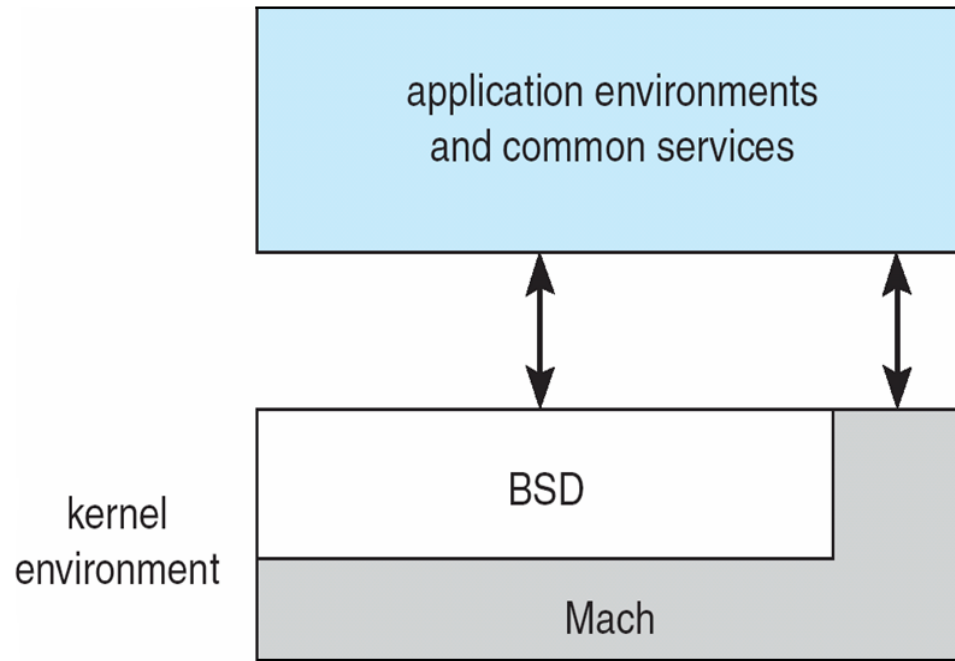 application environments
and common services
BSD
kernel
environment
Mach